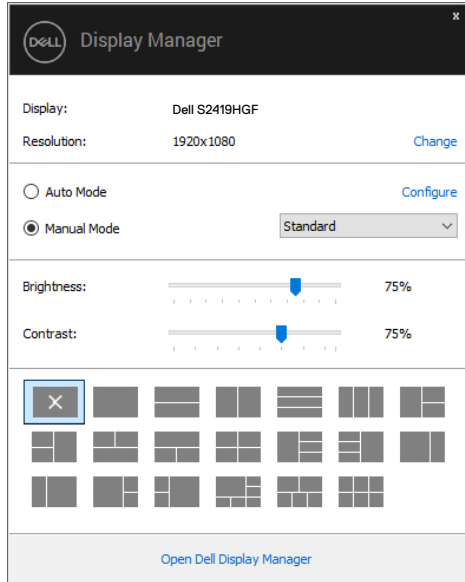 x
DELL Display Manager
Display: Dell S2419HGF
Resolution: 1920x1080 Change
Auto Mode Configure
Manual Mode Standard
Brightness: 75%
Contrast: 75%
Open Dell Display Manager